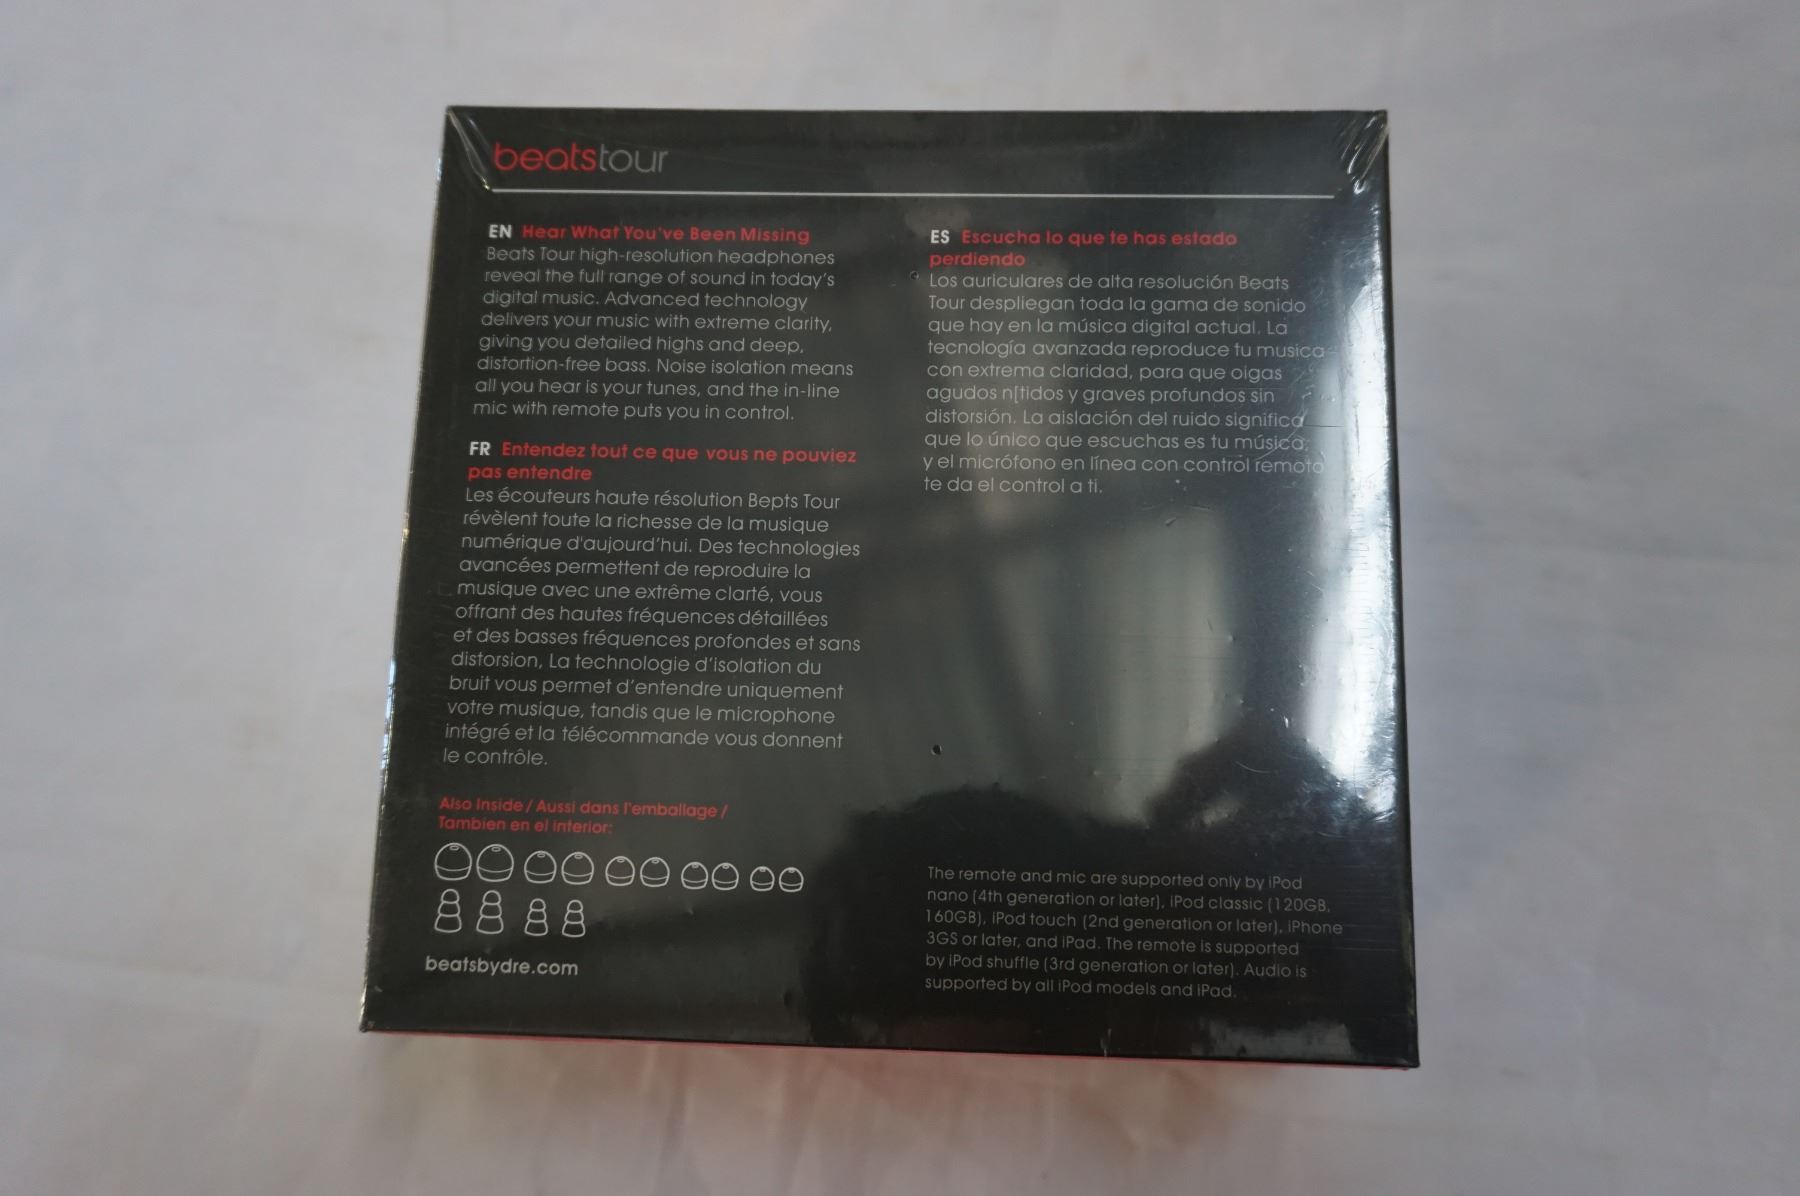 beatstour
EN Hear What You've Been Missing
Beats Tour high-resolution headphones
reveal the full range of sound in today's
digital music. Advanced technology
delivers your music with extreme clarity,
giving you detailed highs and deep,
distortion-free bass. Noise isolation means
all you hear is your tunes, and the in-line
mic with remote puts you in control.
FR Entendez tout ce que vous ne pouviez
pas entendre
Les écouteurs haute résolution Bepts Tour
révèlent toute la richesse de la musique
numérique d'aujourd'hui. Des technologies
avancées permettent de reproduire la
musique avec une extrême clarté, vous
offrant des hautes fréquences détaillées
et des basses fréquences profondes et sans
distorsion, La technologie d'isolation du
bruit vous permet d'entendre uniquement
votre musique, tandis que le microphone
intégré et la télécommande vous donnent
le contrôle.
Also Inside / Aussi dans l'emballage /
Tambien en el interior:
beatsbydre.com
ES Escucha lo que te has estado
perdiendo
Los auriculares de alta resolución Beats
Tour despliegan toda la gama de sonido
que hay en la música digital actual. La
tecnología avanzada reproduce tu musica
con extrema claridad, para que oigas
agudos n[tidos y graves profundos sin
distorsión. La aislación del ruido significa
que lo único que escuchas es tu música,
y el micrófono en línea con control remoto
te da el control a ti.
The remote and mic are supported only by iPod
nano (4th generation or later), iPod classic (120GB,
160GB), iPod touch (2nd generation or later), iPhone
3GS or later, and iPad. The remote is supported
by iPod shuffle (3rd generation or later). Audio is
supported by all iPod models and iPad.